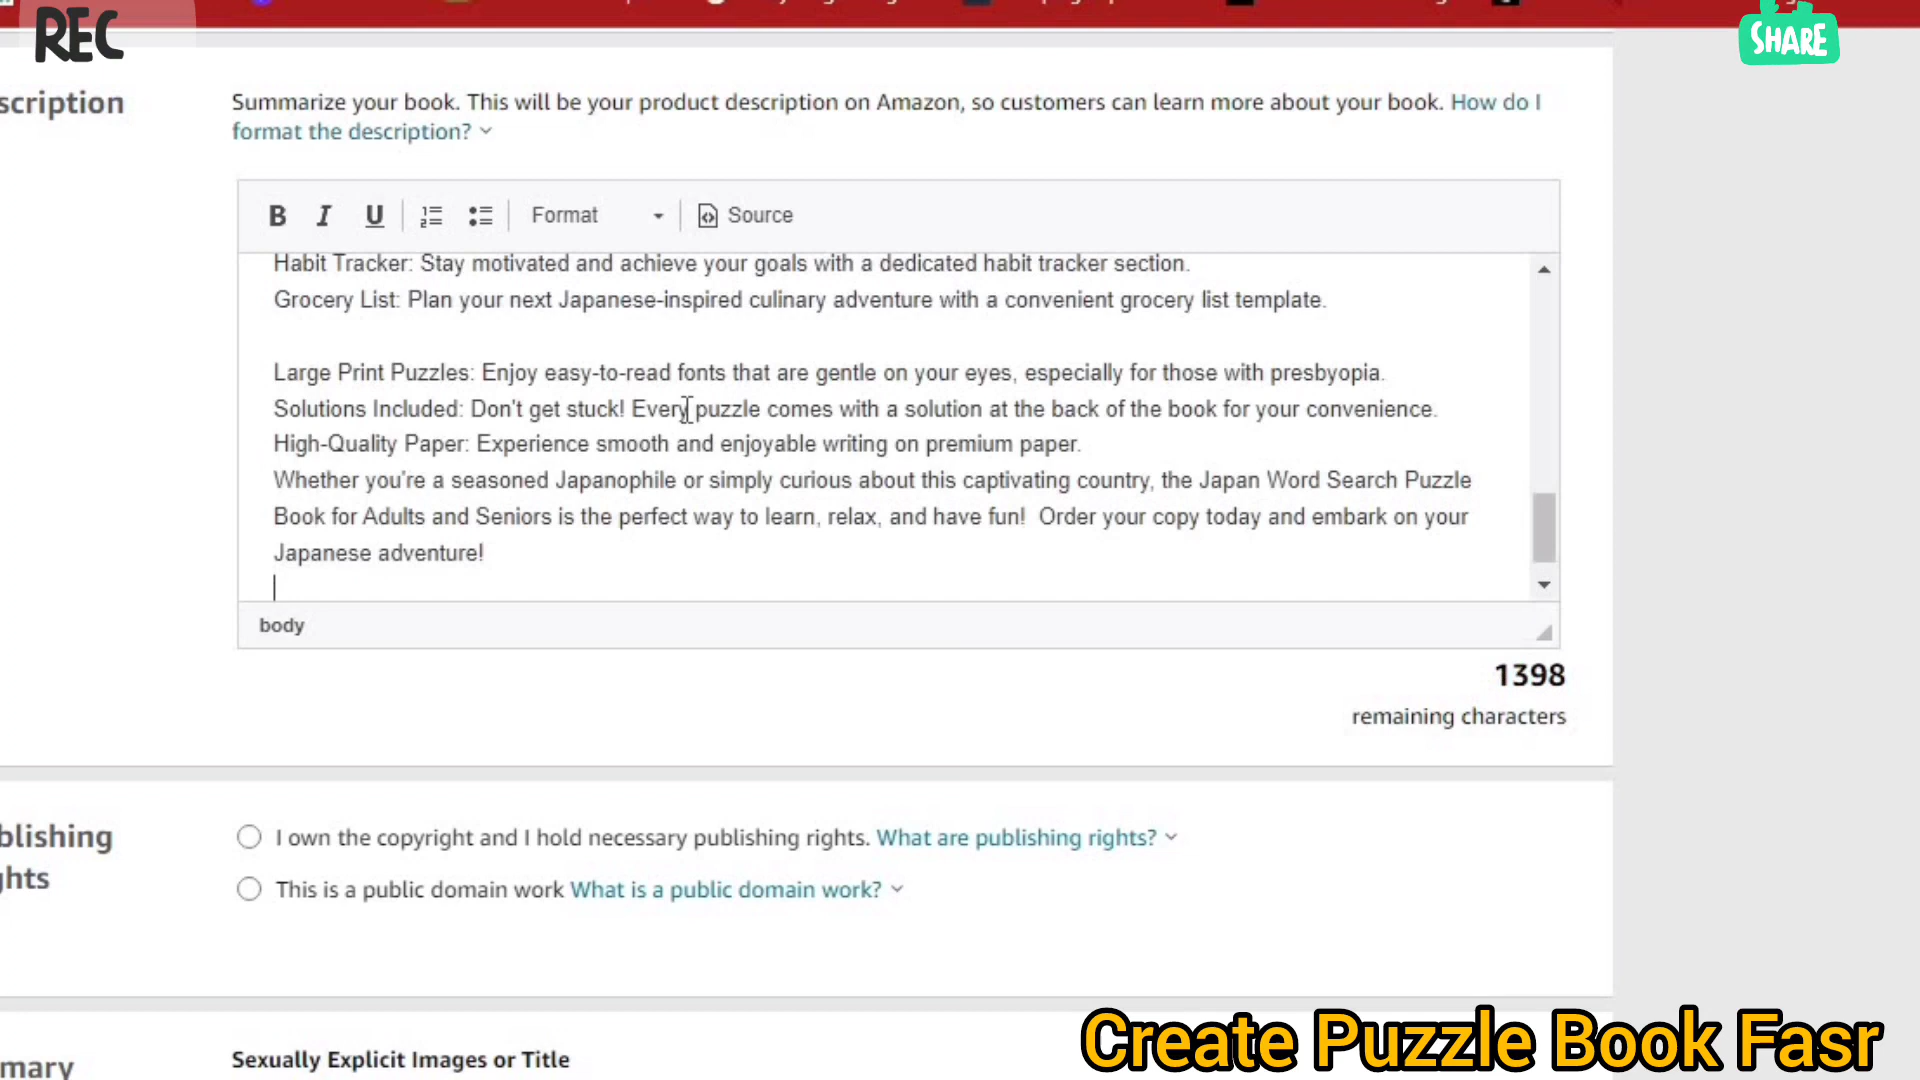 REC
SHARE
scription
Summarize your book. This will be your product description on Amazon, so customers can learn more about your book. How do I
format the description?
B I U Format Source
Habit Tracker: Stay motivated and achieve your goals with a dedicated habit tracker section.
Grocery List: Plan your next Japanese-inspired culinary adventure with a convenient grocery list template.
Large Print Puzzles: Enjoy easy-to-read fonts that are gentle on your eyes, especially for those with presbyopia.
Solutions Included: Don't get stuck! Every puzzle comes with a solution at the back of the book for your convenience.
High-Quality Paper: Experience smooth and enjoyable writing on premium paper.
Whether you're a seasoned Japanophile or simply curious about this captivating country, the Japan Word Search Puzzle
Book for Adults and Seniors is the perfect way to learn, relax, and have fun!  Order your copy today and embark on your
Japanese adventure!
body
1398
remaining characters
blishing
ghts
I own the copyright and I hold necessary publishing rights. What are publishing rights?
This is a public domain work What is a public domain work?
mary
Sexually Explicit Images or Title
Create Puzzle Book Fasr